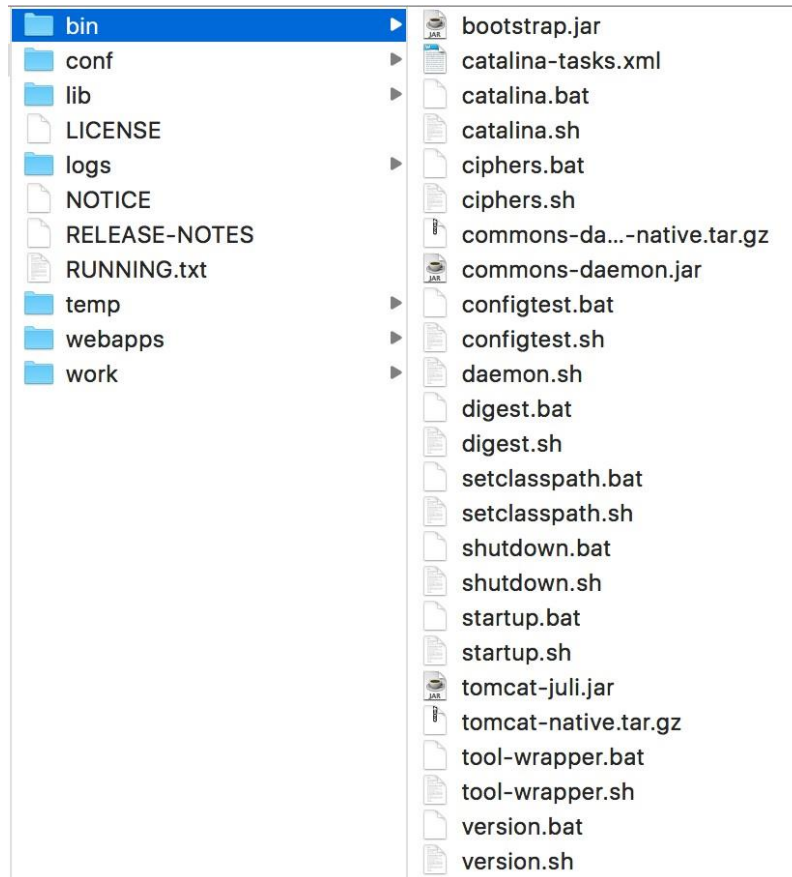 bin
conf
lib
LICENSE
logs
NOTICE
RELEASE-NOTES
RUNNING.txt
temp
webapps
work
bootstrap.jar
catalina-tasks.xml
catalina.bat
catalina.sh
ciphers.bat
ciphers.sh
commons-da...-native.tar.gz
commons-daemon.jar
configtest.bat
configtest.sh
daemon.sh
digest.bat
digest.sh
setclasspath.bat
setclasspath.sh
shutdown.bat
shutdown.sh
startup.bat
startup.sh
tomcat-juli.jar
tomcat-native.tar.gz
tool-wrapper.bat
tool-wrapper.sh
version.bat
version.sh